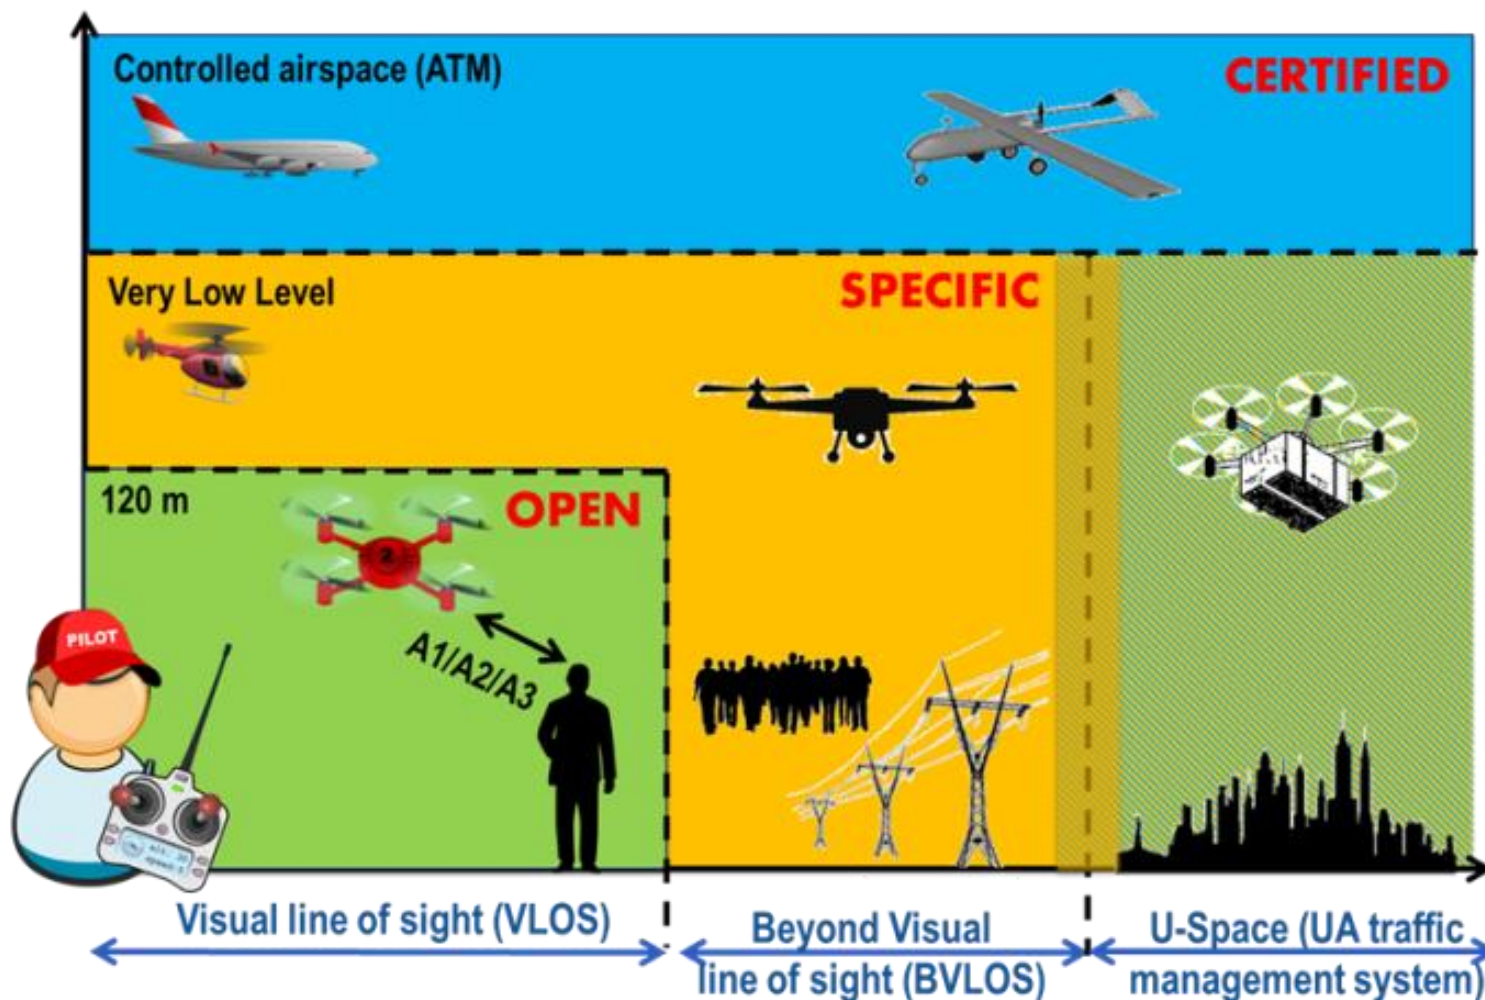 Controlled airspace (ATM)
CERTIFIED
Very Low Level
SPECIFIC
120 m
OPEN
A1/A2/A3
PILOT
Visual line of sight (VLOS)
Beyond Visual
line of sight (BVLOS)
U-Space (UA traffic
management system)